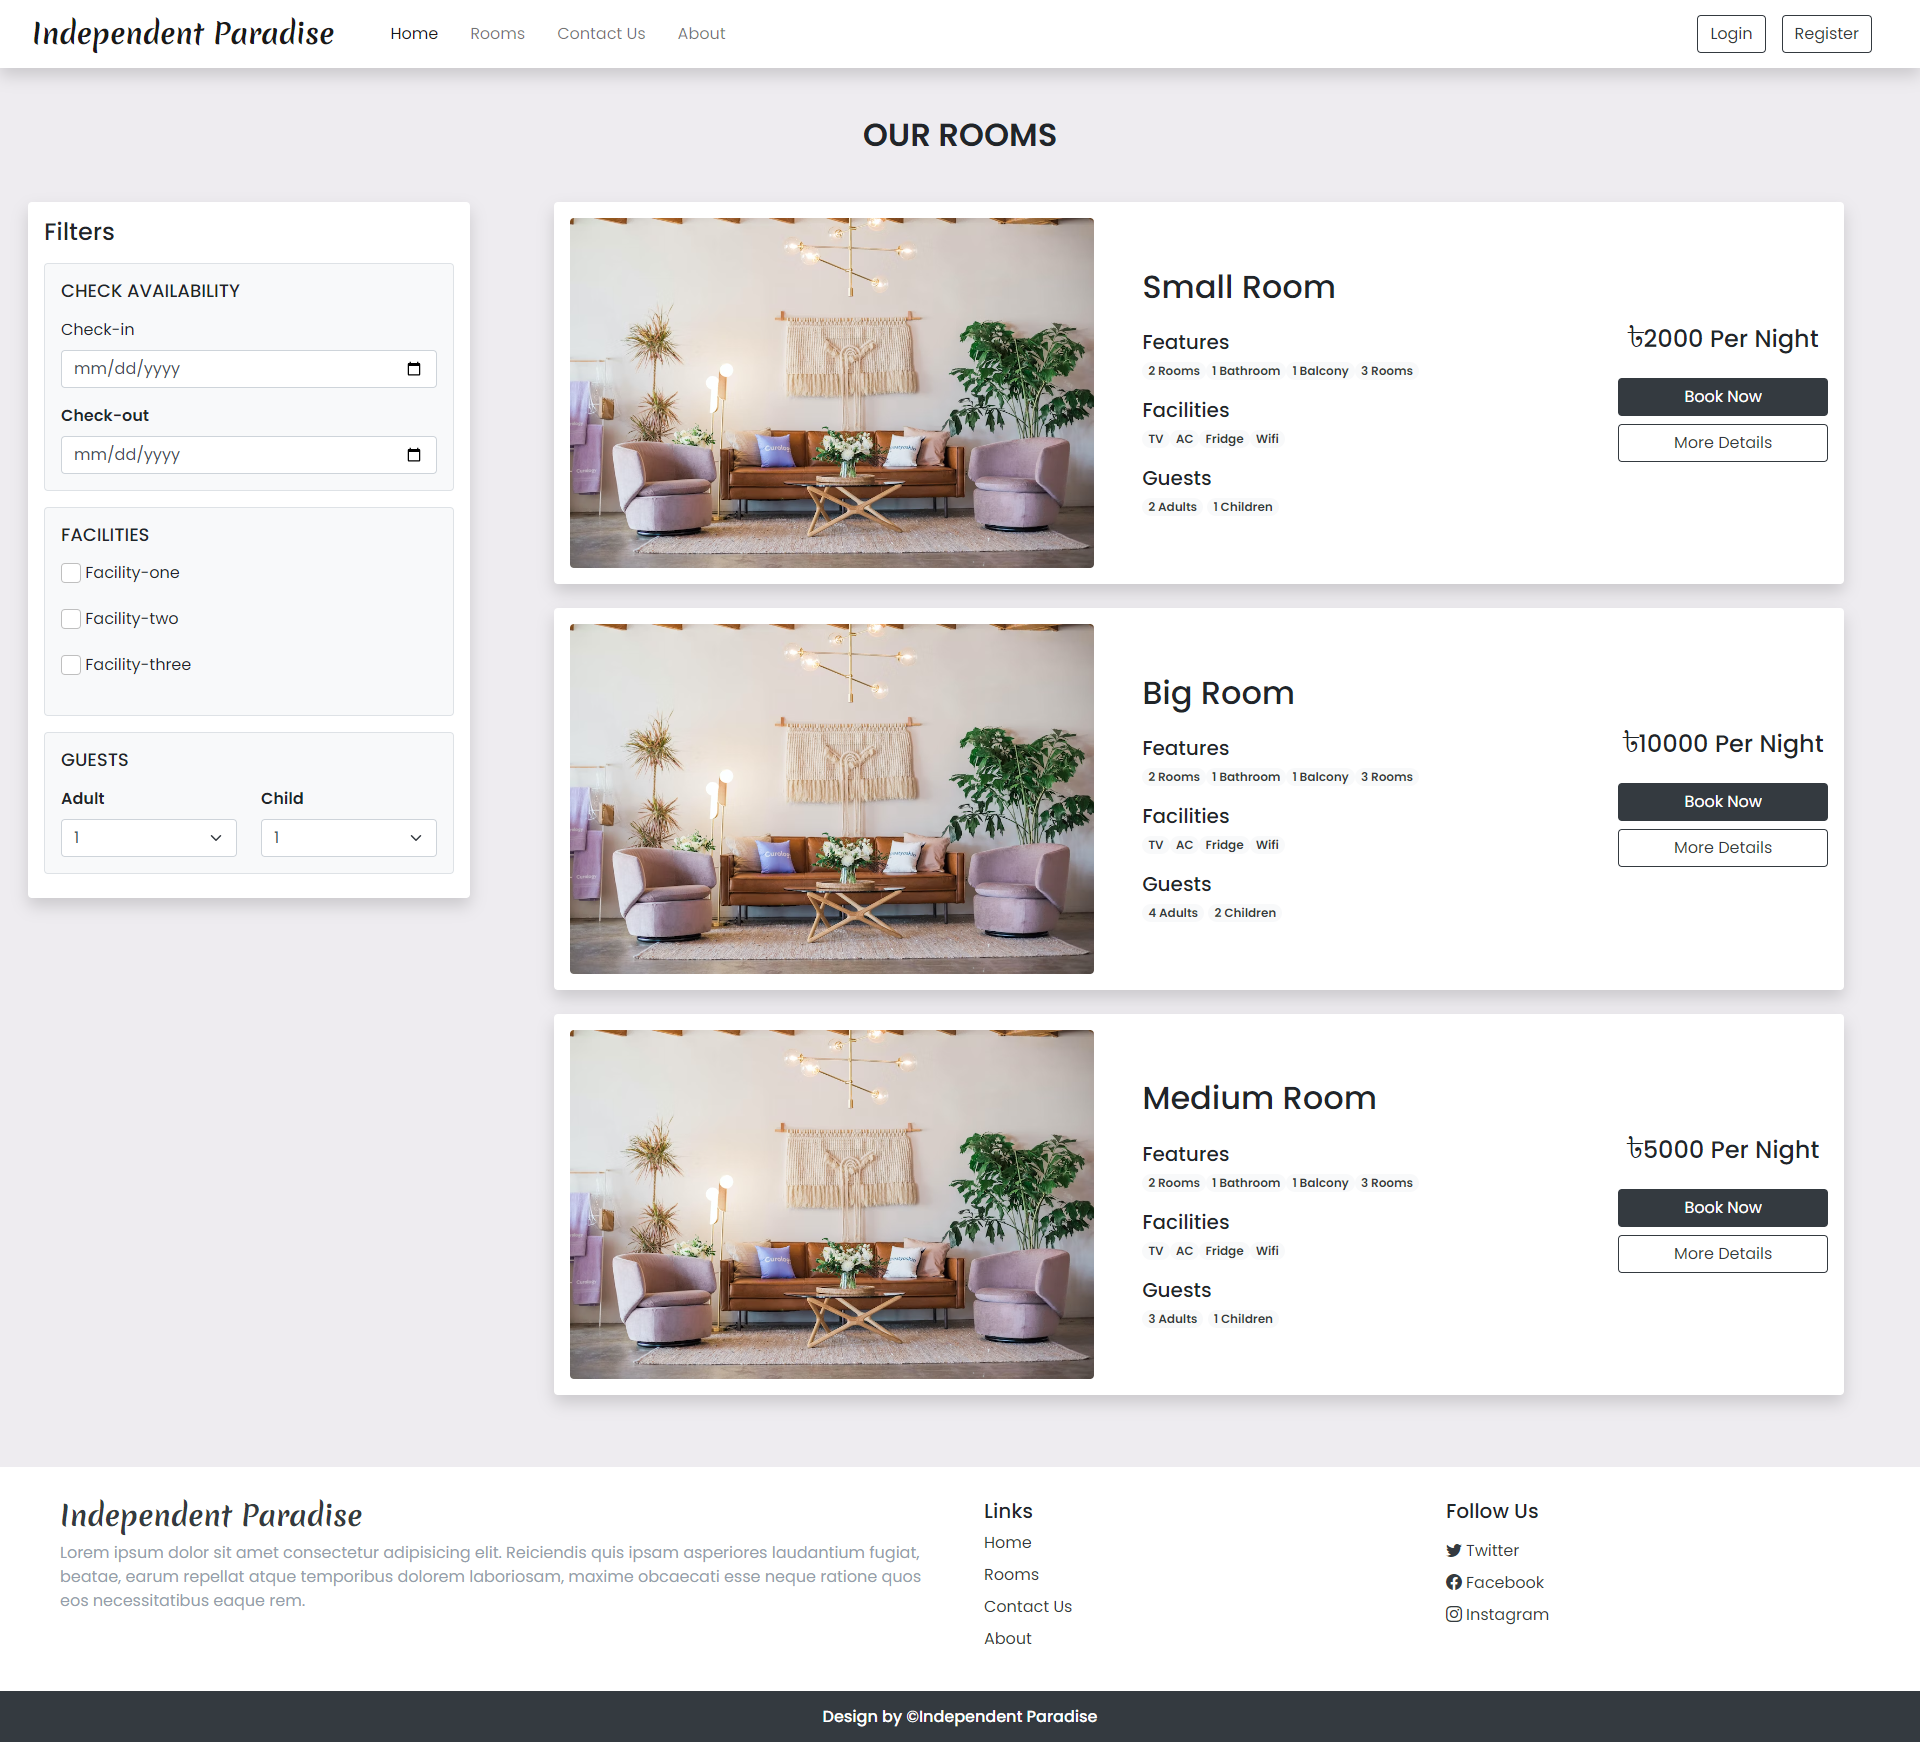 Independent Paradise
Home Rooms Contact Us About
Login Register
OUR ROOMS
Filters
CHECK AVAILABILITY
Check-in
mm/dd/yyyy
Check-out
mm/dd/yyyy
FACILITIES
Facility-one
Facility-two
Facility-three
GUESTS
Adult Child
1 1
Small Room
Features
2 Rooms 1 Bathroom 1 Balcony 3 Rooms
Facilities
TV AC Fridge Wifi
Guests
2 Adults 1 Children
৳2000 Per Night
Book Now
More Details
Big Room
Features
2 Rooms 1 Bathroom 1 Balcony 3 Rooms
Facilities
TV AC Fridge Wifi
Guests
4 Adults 2 Children
৳10000 Per Night
Book Now
More Details
Medium Room
Features
2 Rooms 1 Bathroom 1 Balcony 3 Rooms
Facilities
TV AC Fridge Wifi
Guests
3 Adults 1 Children
৳5000 Per Night
Book Now
More Details
Independent Paradise
Lorem ipsum dolor sit amet consectetur adipisicing elit. Reiciendis quis ipsam asperiores laudantium fugiat,
beatae, earum repellat atque temporibus dolorem laboriosam, maxime obcaecati esse neque ratione quos
eos necessitatibus eaque rem.
Links
Home
Rooms
Contact Us
About
Follow Us
Twitter
Facebook
Instagram
Design by ©Independent Paradise